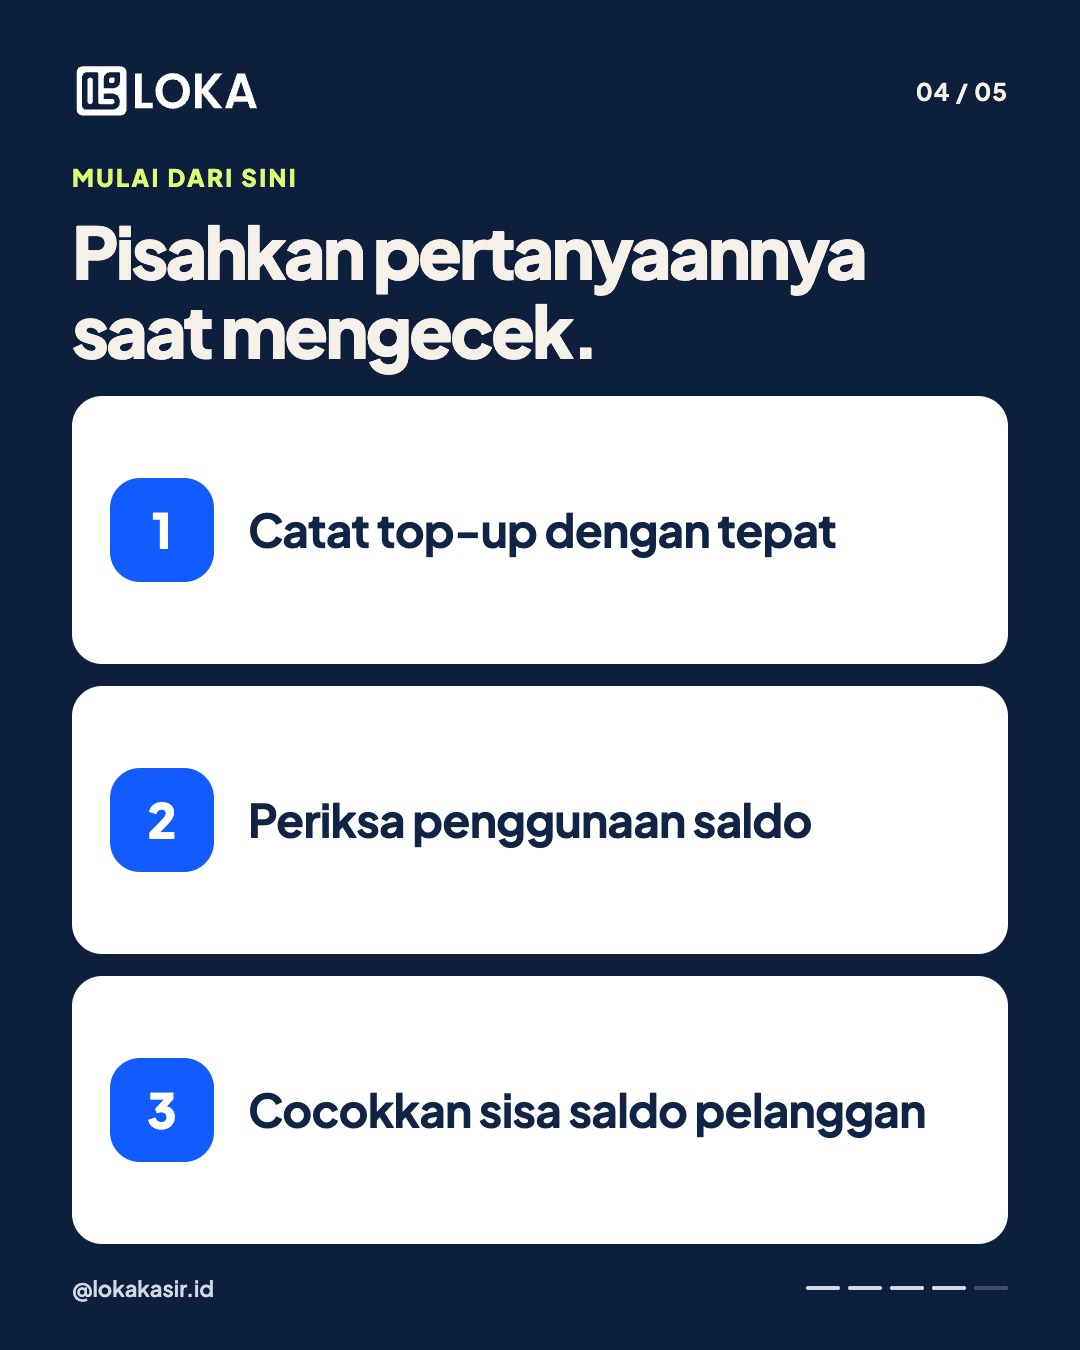 LOKA
04 / 05
MULAI DARI SINI
Pisahkan pertanyaannya
saat mengecek.
1 Catat top-up dengan tepat
2 Periksa penggunaan saldo
3 Cocokkan sisa saldo pelanggan
@lokakasir.id